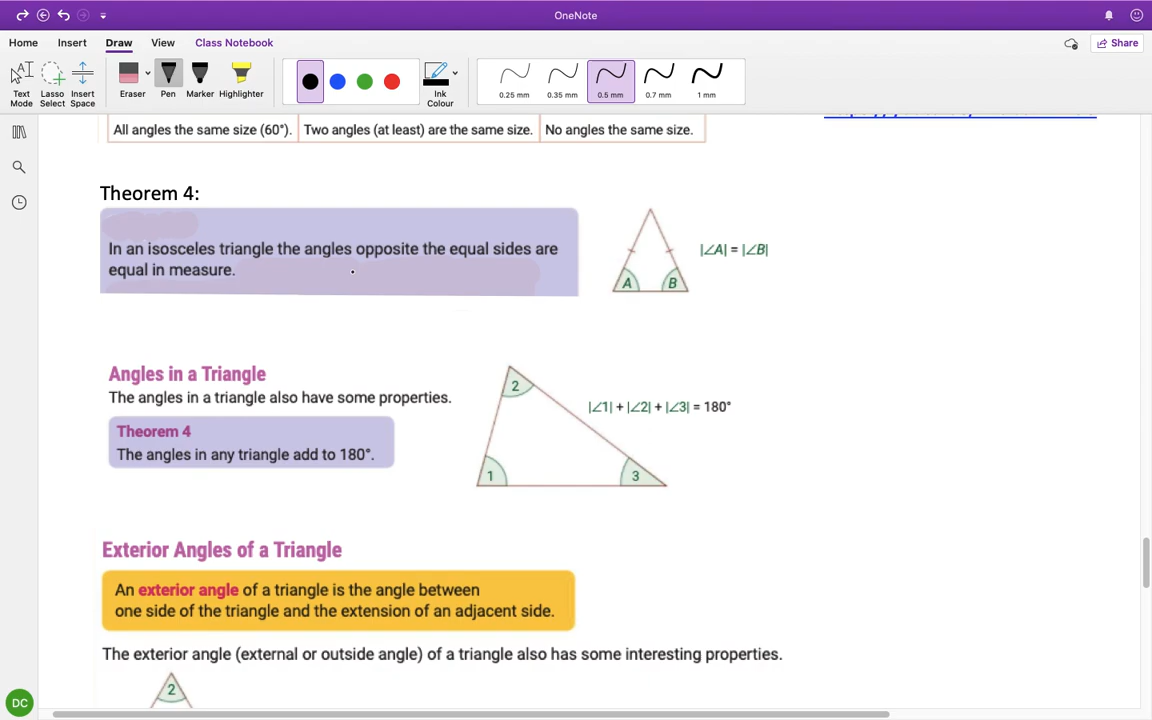 OneNote
Home Insert Draw View Class Notebook Share
Text Mode Lasso Select Insert Space Eraser Pen Marker Highlighter Ink Colour 0.25 mm 0.35 mm 0.5 mm 0.7 mm 1 mm
All angles the same size (60°). Two angles (at least) are the same size. No angles the same size.
Theorem 4:
In an isosceles triangle the angles opposite the equal sides are
equal in measure.
A B
|∠A| = |∠B|
Angles in a Triangle
The angles in a triangle also have some properties.
Theorem 4
The angles in any triangle add to 180°.
2
1 3
|∠1| + |∠2| + |∠3| = 180°
Exterior Angles of a Triangle
An exterior angle of a triangle is the angle between
one side of the triangle and the extension of an adjacent side.
The exterior angle (external or outside angle) of a triangle also has some interesting properties.
2
DC